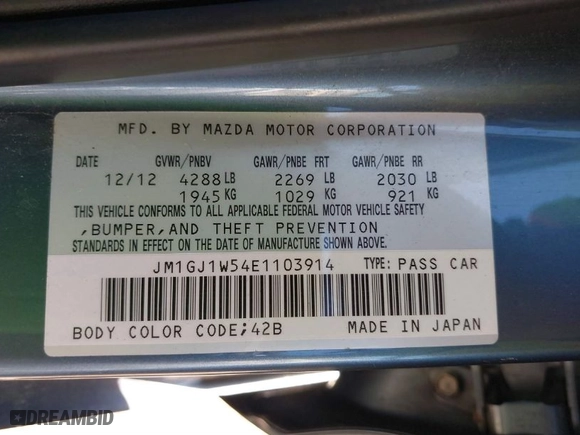 MFD. BY MAZDA MOTOR CORPORATION
DATE GVWR/PNBV GAWR/PNBE FRT GAWR/PNBE RR
12/12 4288 LB 2269 LB 2030 LB
1945 KG 1029 KG 921 KG
THIS VEHICLE CONFORMS TO ALL APPLICABLE FEDERAL MOTOR VEHICLE SAFETY
,BUMPER,AND THEFT PREVENTION
STANDARDS IN EFFECT ON THE DATE OF MANUFACTURE SHOWN ABOVE.
JM1GJ1W54E1103914 TYPE: PASS CAR
BODY COLOR CODE;42B MADE IN JAPAN
DREAMBID